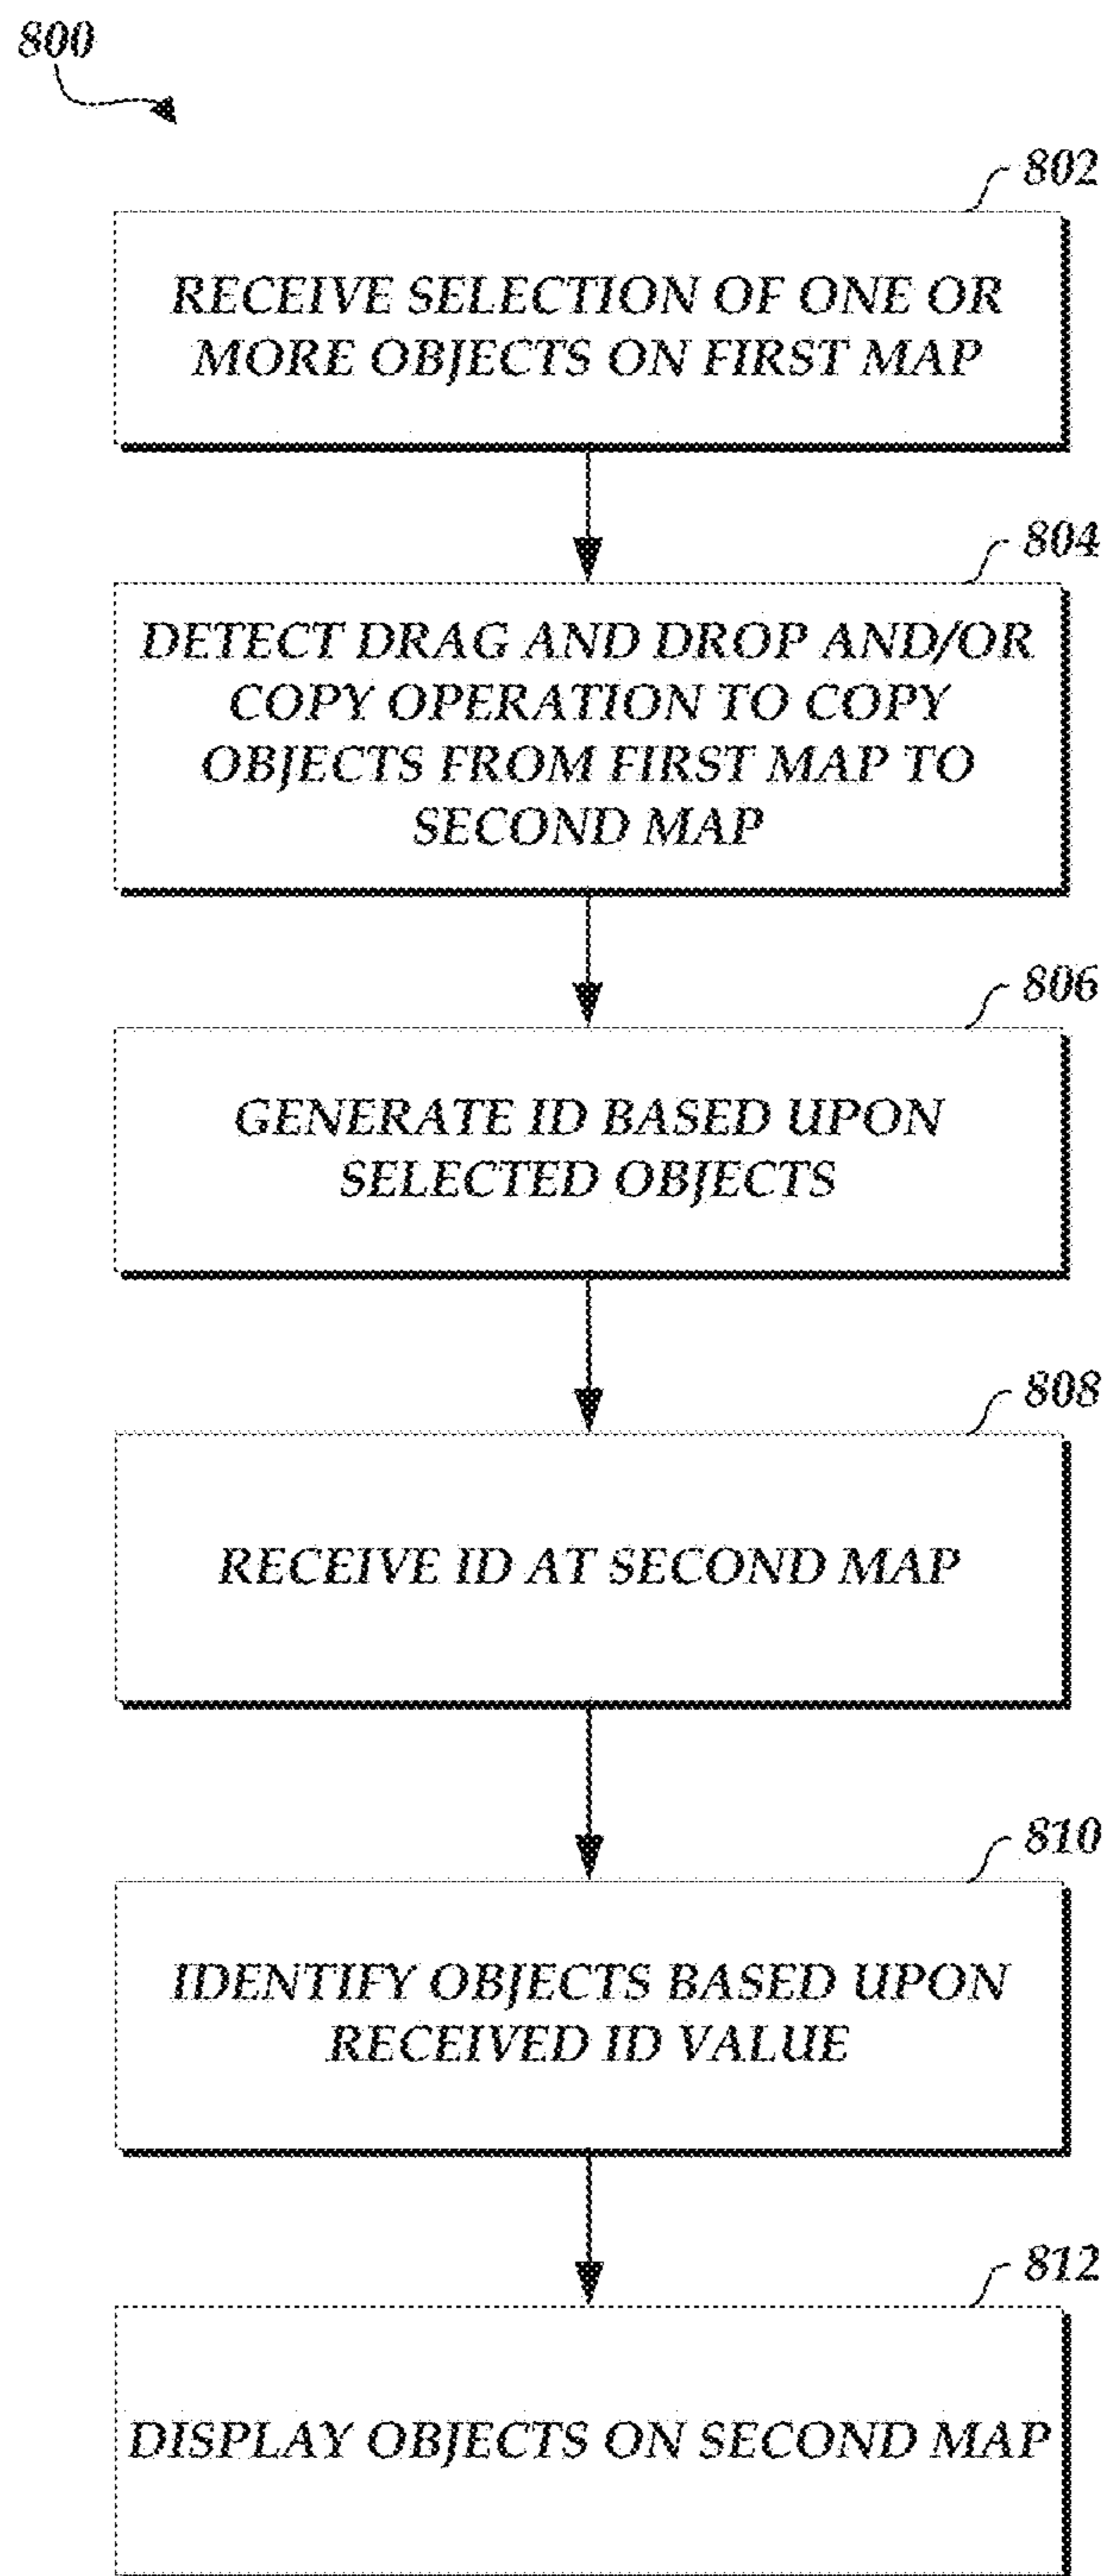 800
802
RECEIVE SELECTION OF ONE OR
MORE OBJECTS ON FIRST MAP
804
DETECT DRAG AND DROP AND/OR
COPY OPERATION TO COPY
OBJECTS FROM FIRST MAP TO
SECOND MAP
806
GENERATE ID BASED UPON
SELECTED OBJECTS
808
RECEIVE ID AT SECOND MAP
810
IDENTIFY OBJECTS BASED UPON
RECEIVED ID VALUE
812
DISPLAY OBJECTS ON SECOND MAP